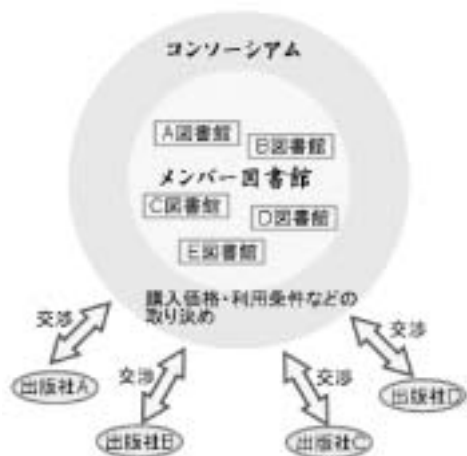 コンソーシアム
A図書館
B図書館
メンバー図書館
C図書館
D図書館
E図書館
購入価格・利用条件などの
取り決め
交渉
交渉
交渉
交渉
出版社A
出版社B
出版社C
出版社D